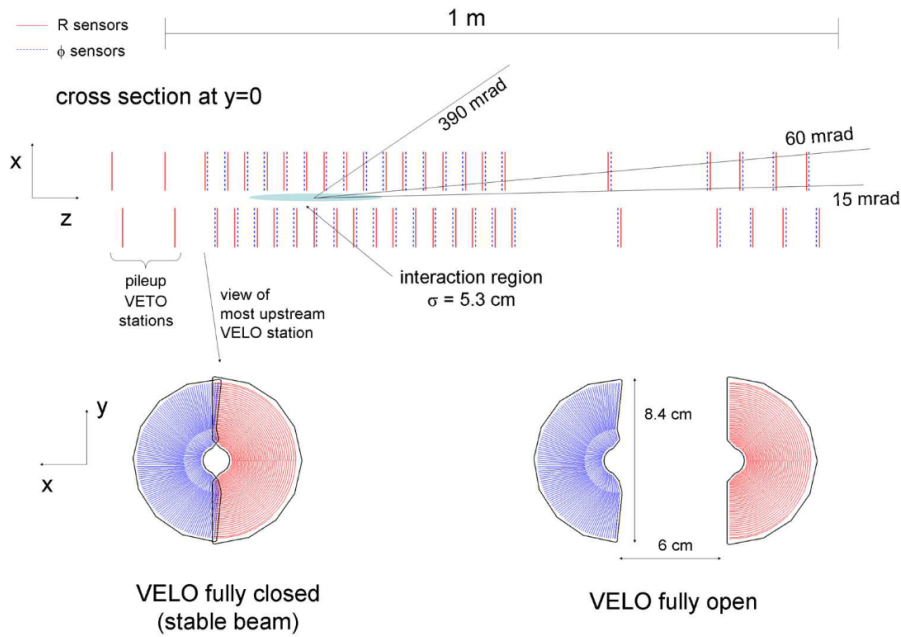 1 m
R sensors
ϕ sensors
cross section at y=0
390 mrad
60 mrad
15 mrad
x
z
pileup
VETO
stations
view of
most upstream
VELO station
interaction region
σ = 5.3 cm
y
x
8.4 cm
6 cm
VELO fully closed
(stable beam)
VELO fully open